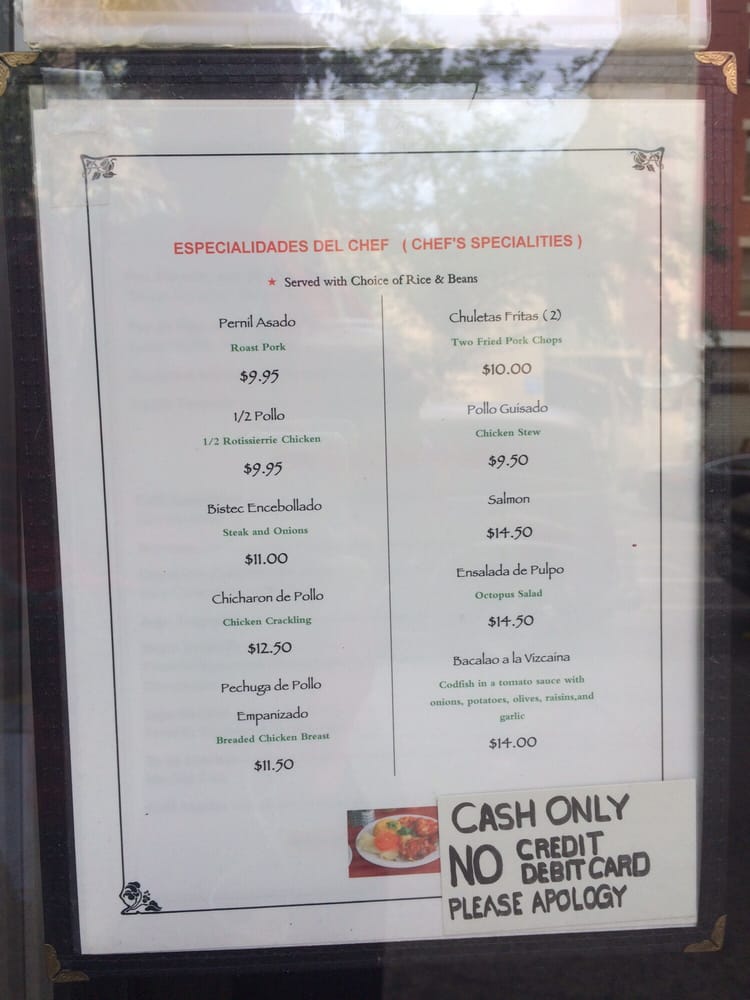 ESPECIALIDADES DEL CHEF ( CHEF'S SPECIALITIES )
★ Served with Choice of Rice & Beans
Pernil Asado
Roast Pork
$9.95
1/2 Pollo
1/2 Rotissierrie Chicken
$9.95
Bistec Encebollado
Steak and Onions
$11.00
Chicharon de Pollo
Chicken Crackling
$12.50
Pechuga de Pollo
Empanizado
Breaded Chicken Breast
$11.50
Chuletas Fritas ( 2)
Two Fried Pork Chops
$10.00
Pollo Guisado
Chicken Stew
$9.50
Salmon
$14.50
Ensalada de Pulpo
Octopus Salad
$14.50
Bacalao a la Vizcaina
Codfish in a tomato sauce with
onions, potatoes, olives, raisins,and
garlic
$14.00
CASH ONLY
NO CREDIT
DEBIT CARD
PLEASE APOLOGY